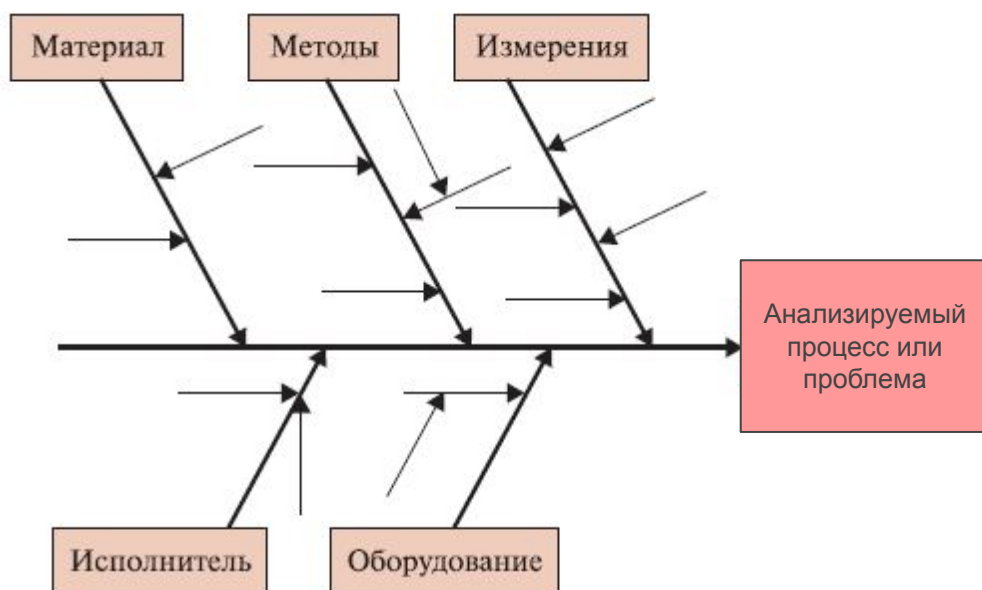 Материал
Методы
Измерения
Анализируемый
процесс или
проблема
Исполнитель
Оборудование